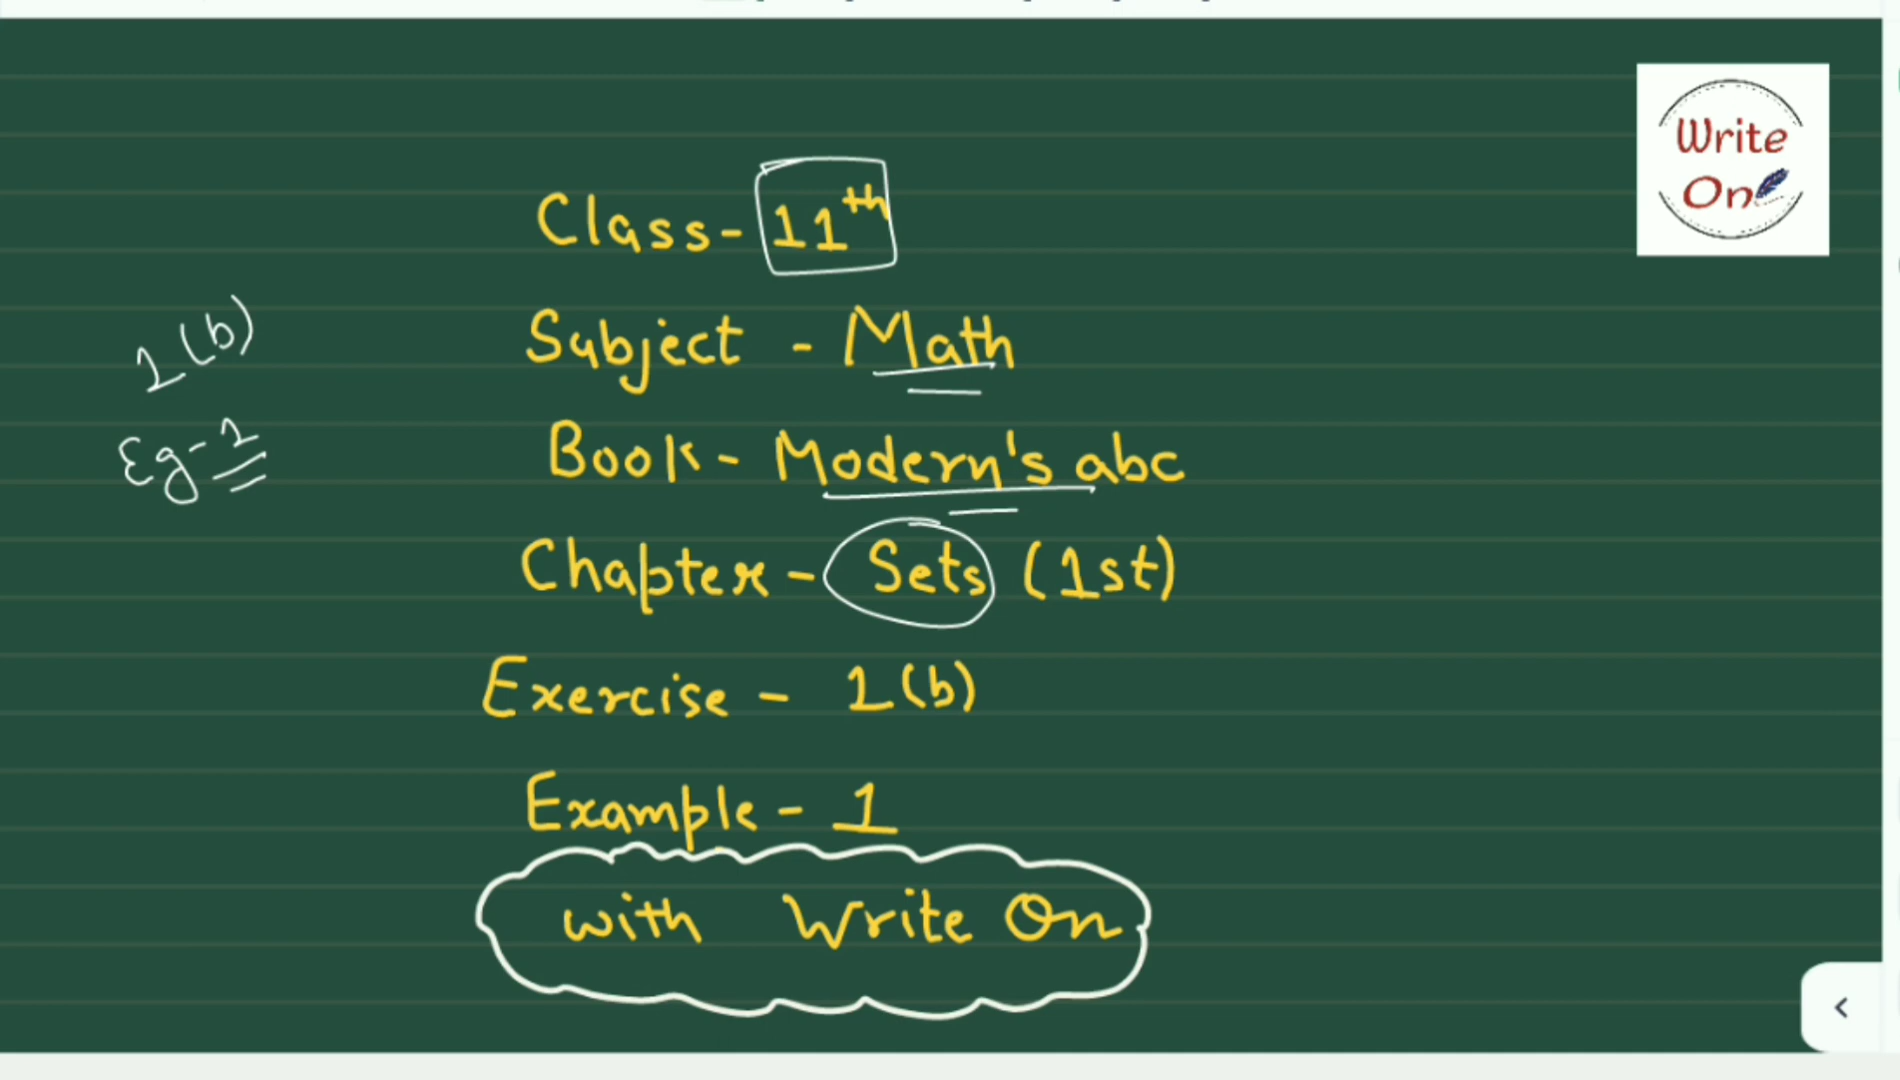 Write
On
Class - 11th
Subject - Math
Book - Modern's abc
Chapter - Sets (1st)
Exercise - 1(b)
Example - 1
with Write On
1(b)
Eg-1